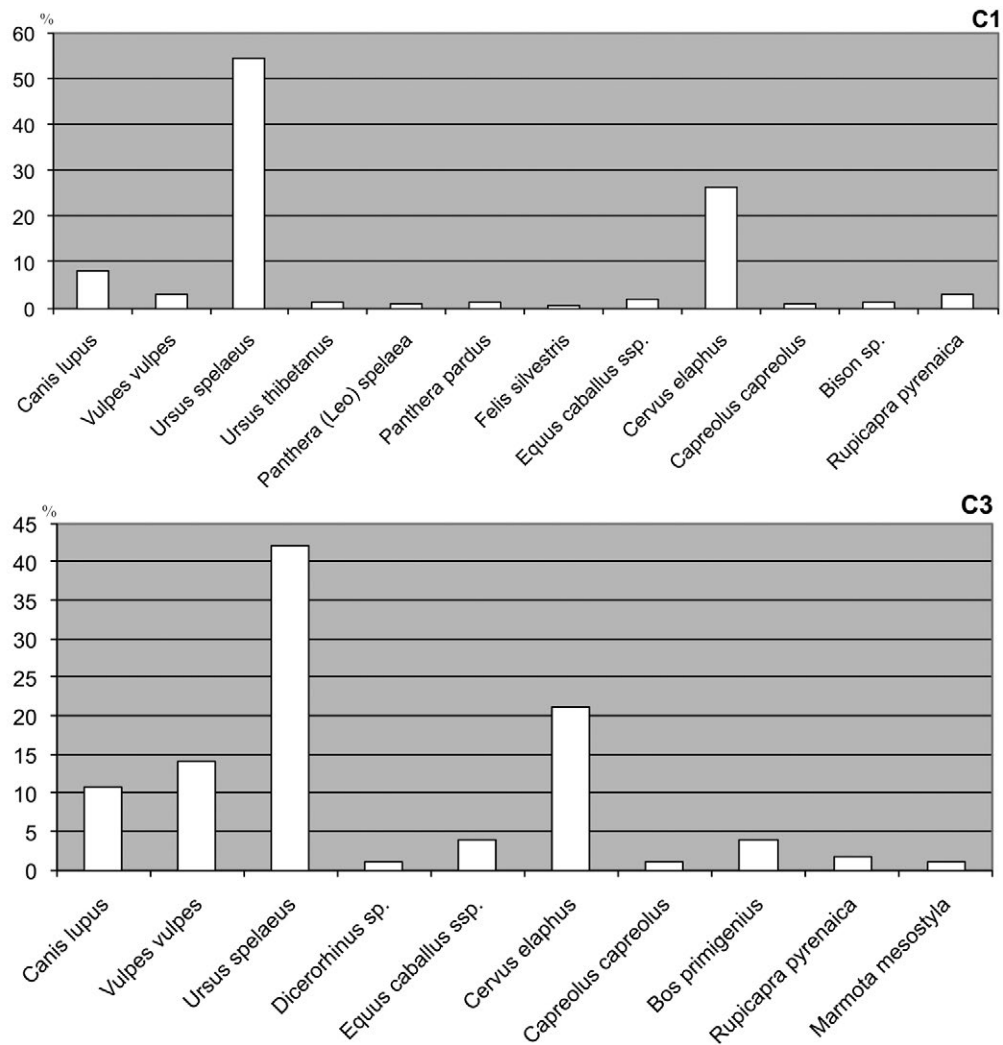 %
C1
60
50
40
30
20
10
0
Canis lupus
Vulpes vulpes
Ursus spelaeus
Ursus thibetanus
Panthera (Leo) spelaea
Panthera pardus
Felis silvestris
Equus caballus ssp.
Cervus elaphus
Capreolus capreolus
Bison sp.
Rupicapra pyrenaica
%
C3
45
40
35
30
25
20
15
10
5
0
Canis lupus
Vulpes vulpes
Ursus spelaeus
Dicerorhinus sp.
Equus caballus ssp.
Cervus elaphus
Capreolus capreolus
Bos primigenius
Rupicapra pyrenaica
Marmota mesostyla